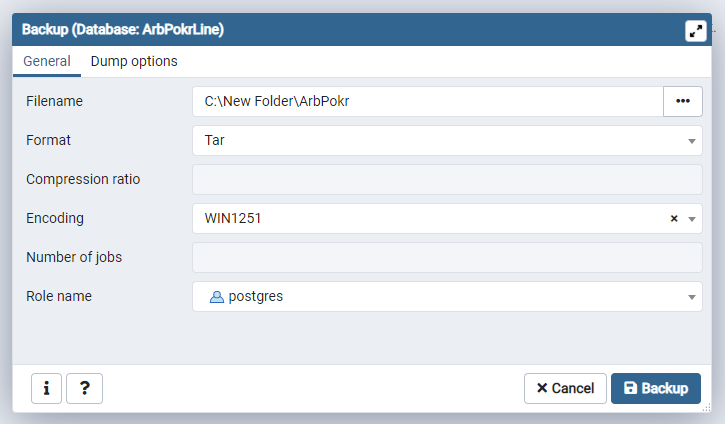 Backup (Database: ArbPokrLine)
General Dump options
Filename C:\New Folder\ArbPokr •••
Format Tar
Compression ratio
Encoding WIN1251 ×
Number of jobs
Role name postgres
i ? × Cancel Backup